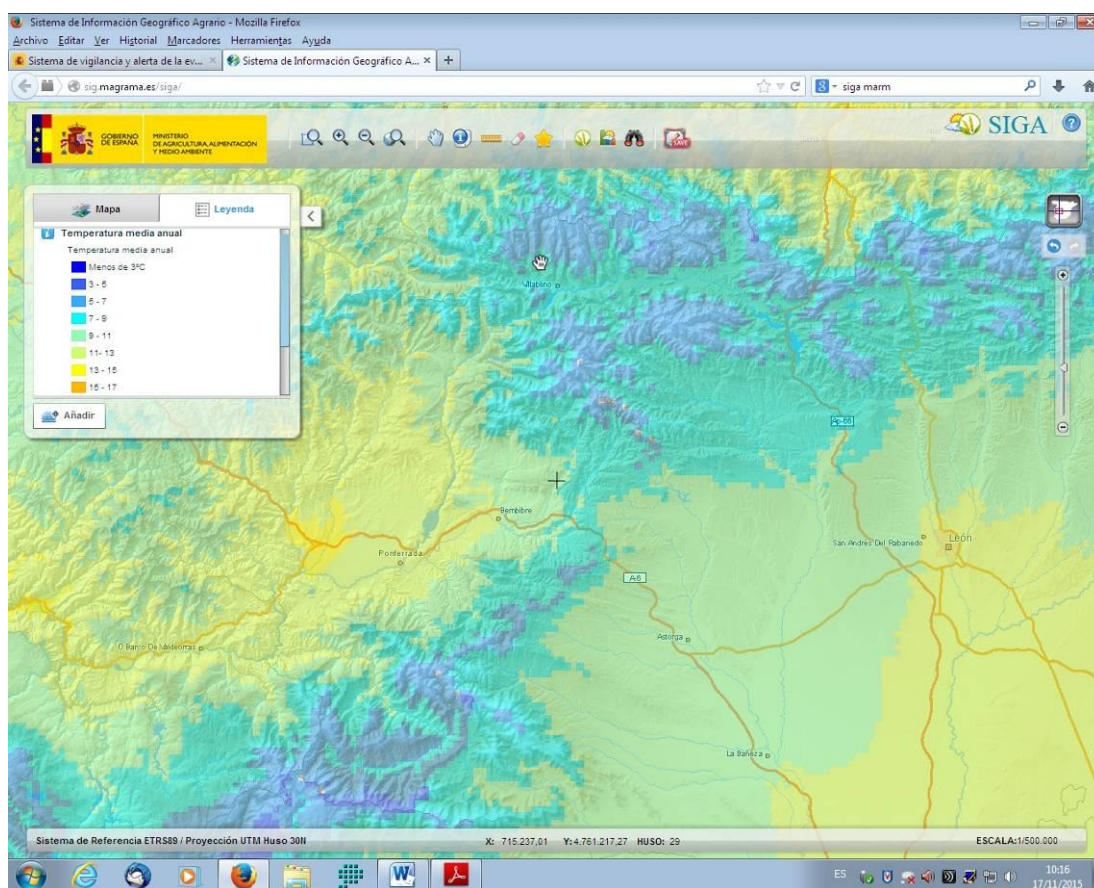 Sistema de Información Geográfico Agrario - Mozilla Firefox
Archivo Editar Ver Historial Marcadores Herramientas Ayuda
Sistema de vigilancia y alerta de la ev... Sistema de Información Geográfico A...
sig.magrama.es/siga/
siga marm
GOBIERNO DE ESPAÑA
MINISTERIO DE AGRICULTURA, ALIMENTACIÓN Y MEDIO AMBIENTE
SAVE
SIGA
Mapa
Leyenda
Temperatura media anual
Temperatura media anual
Menos de 3ºC
3 - 5
5 - 7
7 - 9
9 - 11
11- 13
13 - 15
15 - 17
Añadir
Villablino
Ap-66
Bembibre
Ponferrada
San Andrés Del Rabanedo
León
A-6
Astorga
O Barco De Valdeorras
La Bañeza
Sistema de Referencia ETRS89 / Proyección UTM Huso 30N
X: 715.237,01 Y: 4.761.217,27 HUSO: 29
ESCALA:1/500.000
ES
10:16
17/11/2015